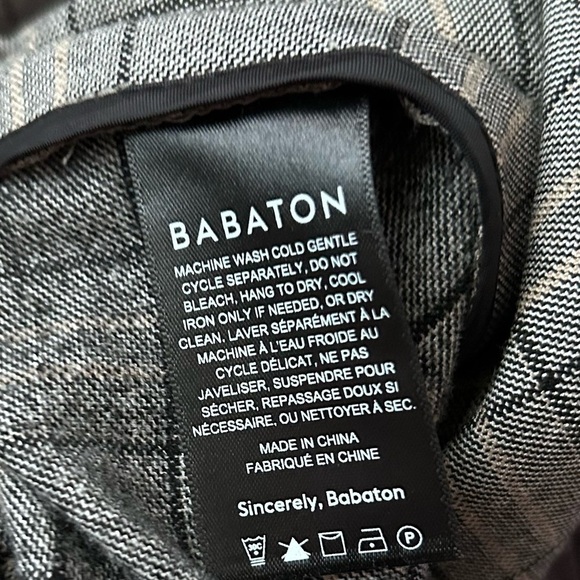 BABATON
MACHINE WASH COLD GENTLE
CYCLE SEPARATELY, DO NOT
BLEACH, HANG TO DRY, COOL
IRON ONLY IF NEEDED, OR DRY
CLEAN. LAVER SÉPARÉMENT À LA
MACHINE À L'EAU FROIDE AU
CYCLE DÉLICAT, NE PAS
JAVELISER, SUSPENDRE POUR
SÉCHER, REPASSAGE DOUX SI
NÉCESSAIRE, OU NETTOYER À SEC.
MADE IN CHINA
FABRIQUÉ EN CHINE
Sincerely, Babaton
30C P